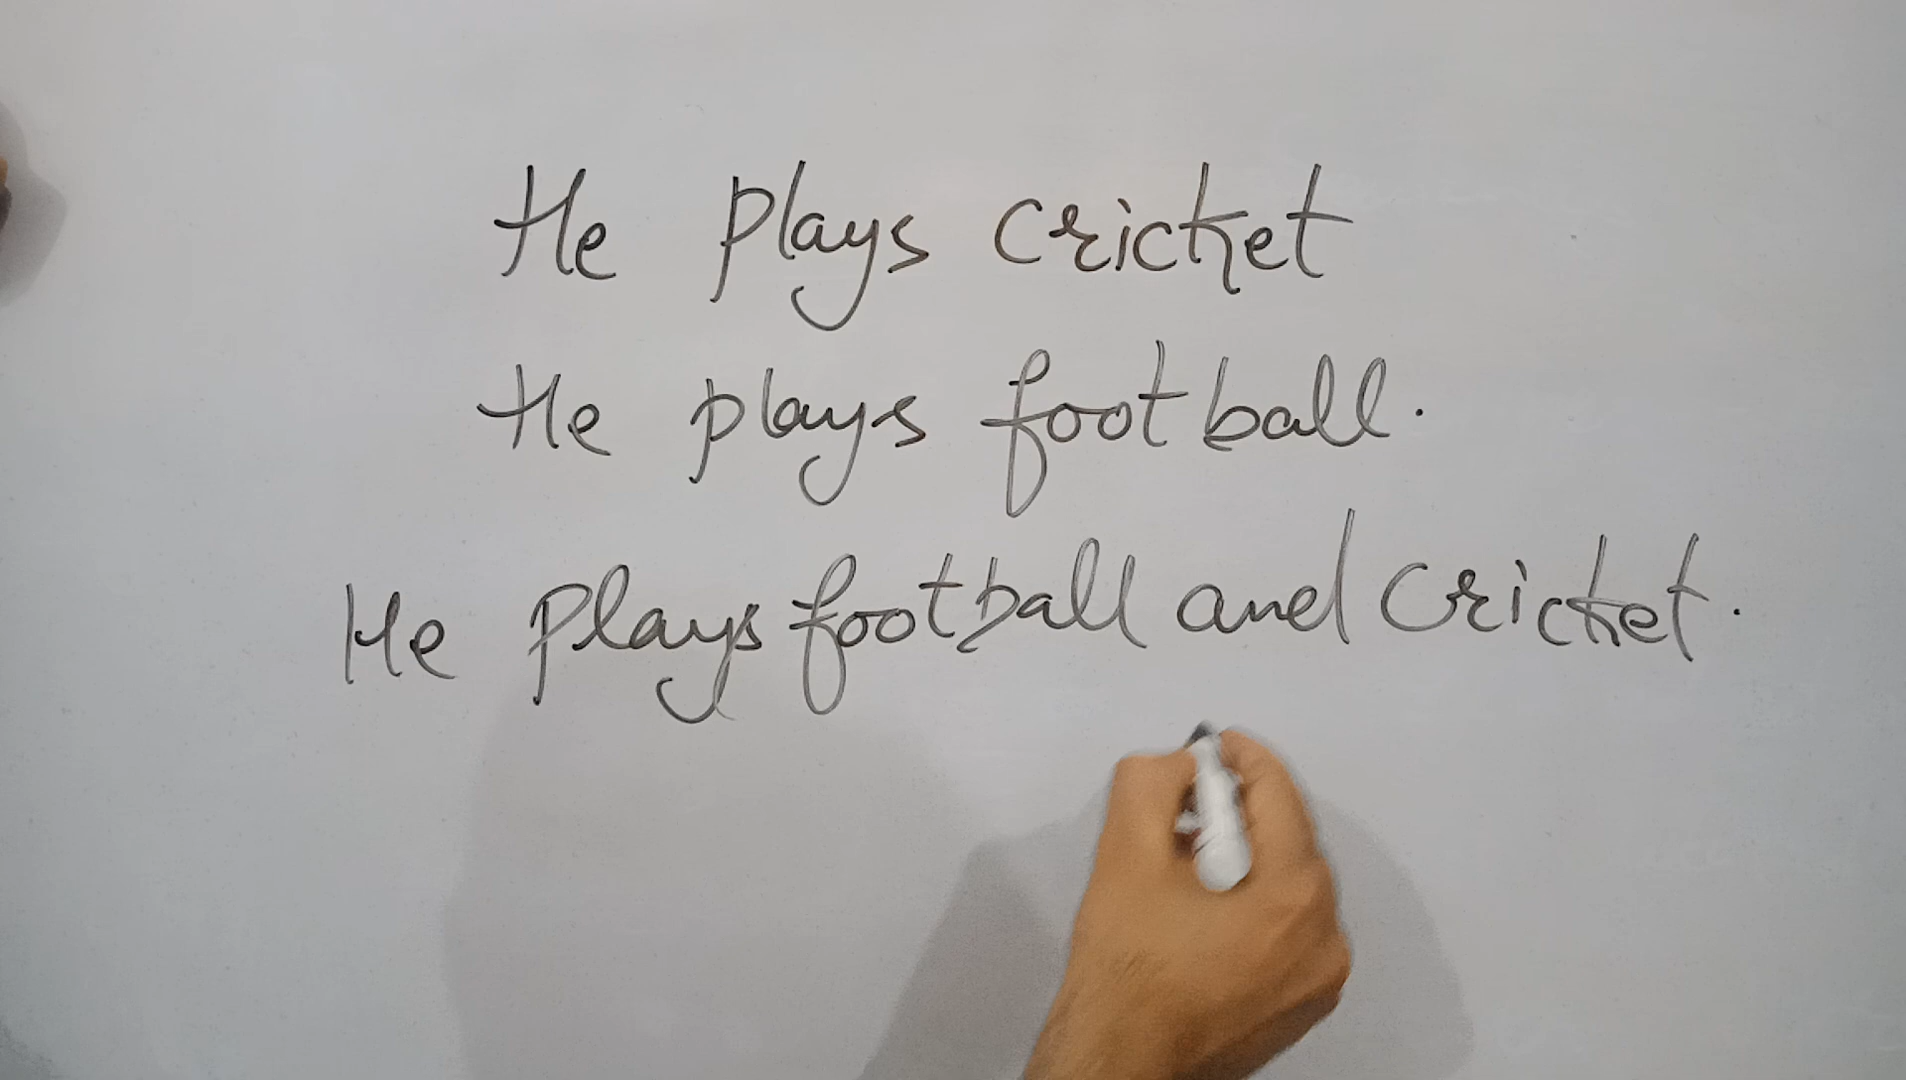 He plays cricket
He plays football.
He plays football and cricket.